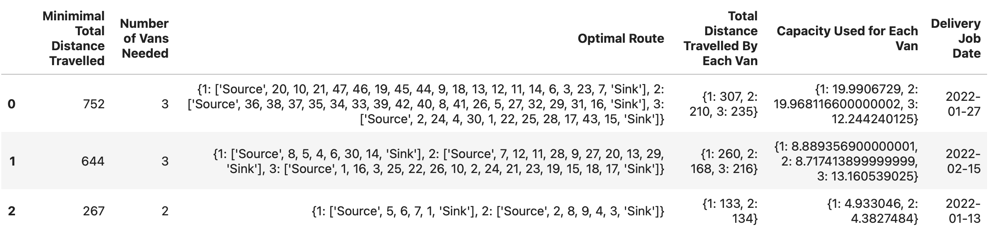 Minimimal Total Distance Travelled
Number of Vans Needed
Optimal Route
Total Distance Travelled By Each Van
Capacity Used for Each Van
Delivery Job Date
0
752
3
{1: ['Source', 20, 10, 21, 47, 46, 19, 45, 44, 9, 18, 13, 12, 11, 14, 6, 3, 23, 7, 'Sink'], 2:
['Source', 36, 38, 37, 35, 34, 33, 39, 42, 40, 8, 41, 26, 5, 27, 32, 29, 31, 16, 'Sink'], 3:
['Source', 2, 24, 4, 30, 1, 22, 25, 28, 17, 43, 15, 'Sink']}
{1: 307, 2:
210, 3: 235}
{1: 19.9906729, 2:
19.968116600000002, 3:
12.244240125}
2022-
01-27
1
644
3
{1: ['Source', 8, 5, 4, 6, 30, 14, 'Sink'], 2: ['Source', 7, 12, 11, 28, 9, 27, 20, 13, 29,
'Sink'], 3: ['Source', 1, 16, 3, 25, 22, 26, 10, 2, 24, 21, 23, 19, 15, 18, 17, 'Sink']}
{1: 260, 2:
168, 3: 216}
{1: 8.889356900000001,
2: 8.717413899999999,
3: 13.160539025}
2022-
02-15
2
267
2
{1: ['Source', 5, 6, 7, 1, 'Sink'], 2: ['Source', 2, 8, 9, 4, 3, 'Sink']}
{1: 133, 2:
134}
{1: 4.933046, 2:
4.3827484}
2022-
01-13